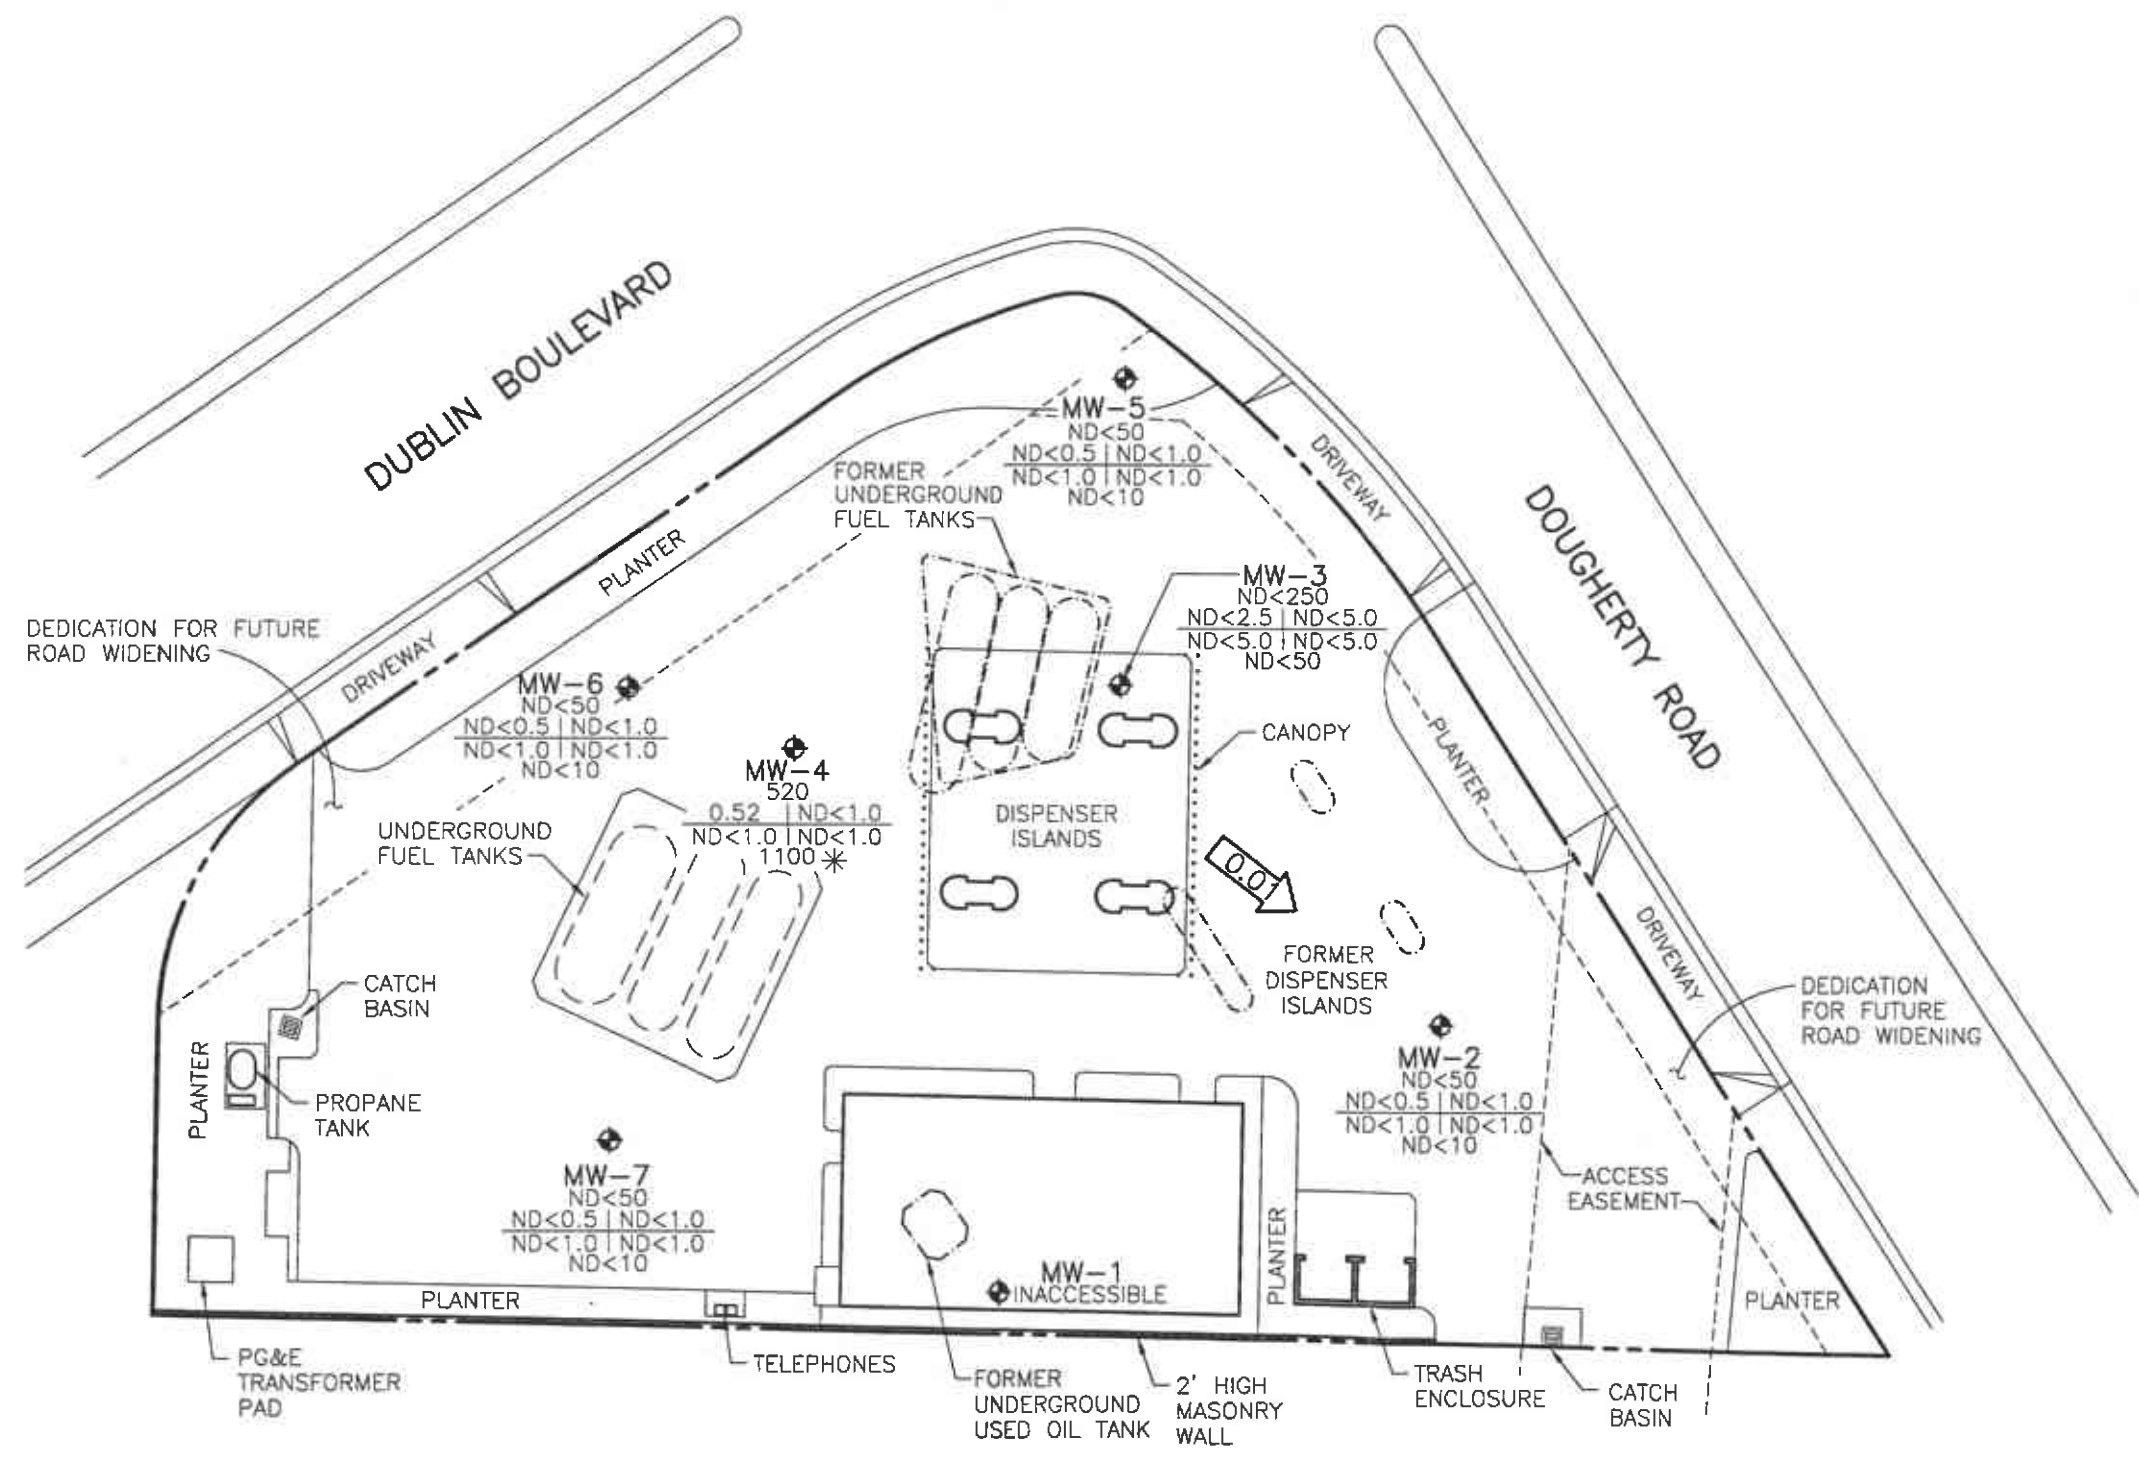 DUBLIN BOULEVARD
DOUGHERTY ROAD
MW-5
ND<50
ND<0.5 | ND<1.0
ND<1.0 | ND<1.0
ND<10
DRIVEWAY
FORMER
UNDERGROUND
FUEL TANKS
PLANTER
MW-3
ND<250
ND<2.5 | ND<5.0
ND<5.0 | ND<5.0
ND<50
DEDICATION FOR FUTURE
ROAD WIDENING
DRIVEWAY
MW-6
ND<50
ND<0.5 | ND<1.0
ND<1.0 | ND<1.0
ND<10
CANOPY
PLANTER
MW-4
520
0.52 | ND<1.0
ND<1.0 | ND<1.0
1100 *
UNDERGROUND
FUEL TANKS
DISPENSER
ISLANDS
0.01
FORMER
DISPENSER
ISLANDS
DRIVEWAY
CATCH
BASIN
DEDICATION
FOR FUTURE
ROAD WIDENING
PLANTER
PROPANE
TANK
MW-2
ND<50
ND<0.5 | ND<1.0
ND<1.0 | ND<1.0
ND<10
MW-7
ND<50
ND<0.5 | ND<1.0
ND<1.0 | ND<1.0
ND<10
ACCESS
EASEMENT
PLANTER
MW-1
INACCESSIBLE
PLANTER
PLANTER
PG&E
TRANSFORMER
PAD
TELEPHONES
FORMER
UNDERGROUND
USED OIL TANK
2' HIGH
MASONRY
WALL
TRASH
ENCLOSURE
CATCH
BASIN